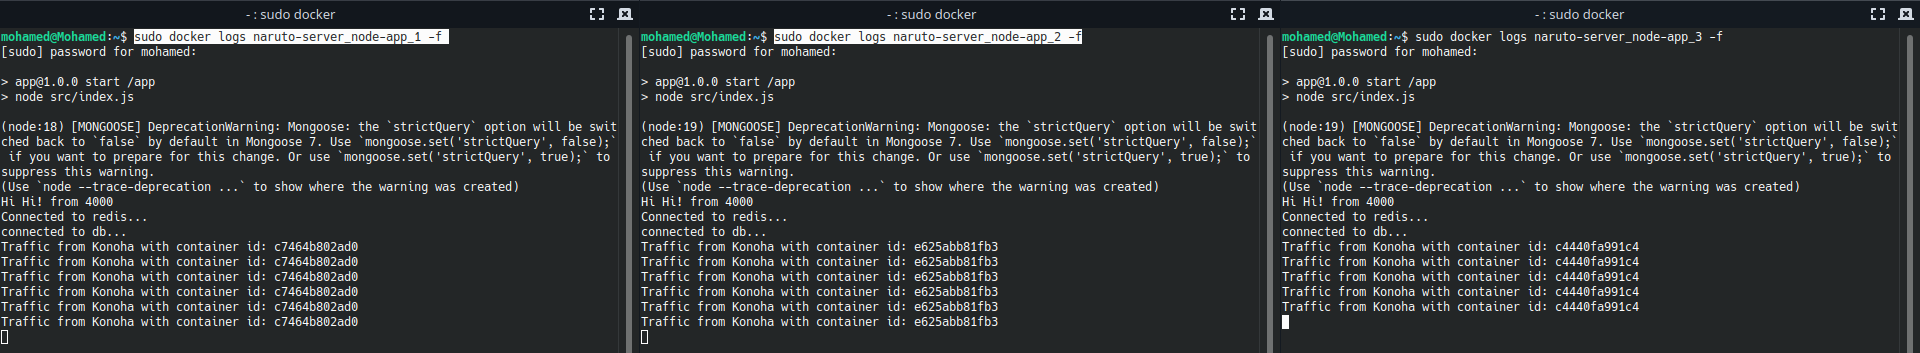 - : sudo docker
mohamed@Mohamed:~$ sudo docker logs naruto-server_node-app_1 -f
[sudo] password for mohamed:
> app@1.0.0 start /app
> node src/index.js
(node:18) [MONGOOSE] DeprecationWarning: Mongoose: the `strictQuery` option will be swit
ched back to `false` by default in Mongoose 7. Use `mongoose.set('strictQuery', false);`
if you want to prepare for this change. Or use `mongoose.set('strictQuery', true);` to
suppress this warning.
(Use `node --trace-deprecation ...` to show where the warning was created)
Hi Hi! from 4000
Connected to redis...
connected to db...
Traffic from Konoha with container id: c7464b802ad0
Traffic from Konoha with container id: c7464b802ad0
Traffic from Konoha with container id: c7464b802ad0
Traffic from Konoha with container id: c7464b802ad0
Traffic from Konoha with container id: c7464b802ad0
Traffic from Konoha with container id: c7464b802ad0
- : sudo docker
mohamed@Mohamed:~$ sudo docker logs naruto-server_node-app_2 -f
[sudo] password for mohamed:
> app@1.0.0 start /app
> node src/index.js
(node:19) [MONGOOSE] DeprecationWarning: Mongoose: the `strictQuery` option will be swit
ched back to `false` by default in Mongoose 7. Use `mongoose.set('strictQuery', false);`
if you want to prepare for this change. Or use `mongoose.set('strictQuery', true);` to
suppress this warning.
(Use `node --trace-deprecation ...` to show where the warning was created)
Hi Hi! from 4000
Connected to redis...
connected to db...
Traffic from Konoha with container id: e625abb81fb3
Traffic from Konoha with container id: e625abb81fb3
Traffic from Konoha with container id: e625abb81fb3
Traffic from Konoha with container id: e625abb81fb3
Traffic from Konoha with container id: e625abb81fb3
Traffic from Konoha with container id: e625abb81fb3
- : sudo docker
mohamed@Mohamed:~$ sudo docker logs naruto-server_node-app_3 -f
[sudo] password for mohamed:
> app@1.0.0 start /app
> node src/index.js
(node:19) [MONGOOSE] DeprecationWarning: Mongoose: the `strictQuery` option will be swit
ched back to `false` by default in Mongoose 7. Use `mongoose.set('strictQuery', false);`
if you want to prepare for this change. Or use `mongoose.set('strictQuery', true);` to
suppress this warning.
(Use `node --trace-deprecation ...` to show where the warning was created)
Hi Hi! from 4000
Connected to redis...
connected to db...
Traffic from Konoha with container id: c4440fa991c4
Traffic from Konoha with container id: c4440fa991c4
Traffic from Konoha with container id: c4440fa991c4
Traffic from Konoha with container id: c4440fa991c4
Traffic from Konoha with container id: c4440fa991c4